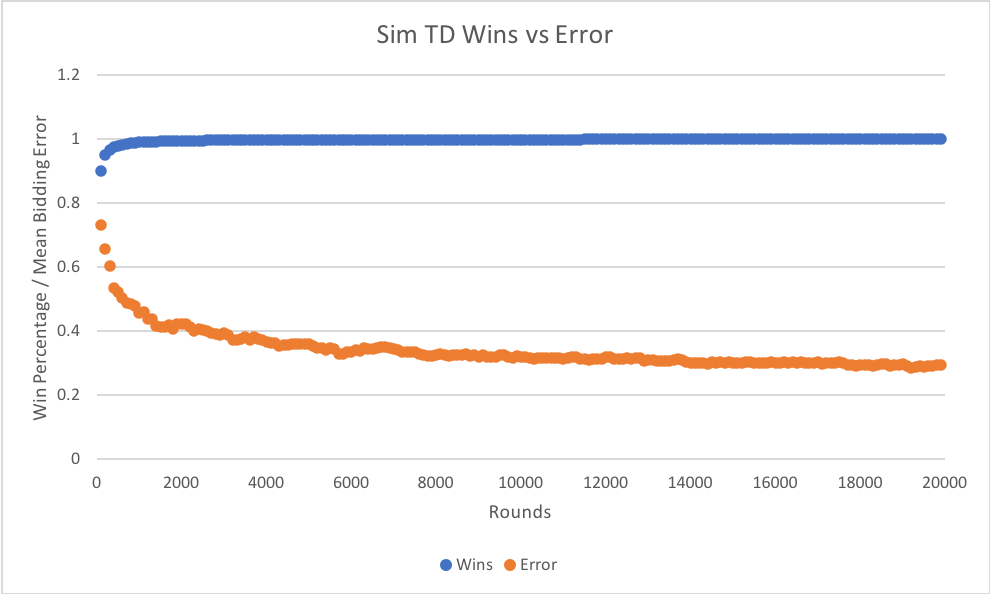 Sim TD Wins vs Error
Win Percentage / Mean Bidding Error
1.2
1
0.8
0.6
0.4
0.2
0
0 2000 4000 6000 8000 10000 12000 14000 16000 18000 20000
Rounds
Wins Error